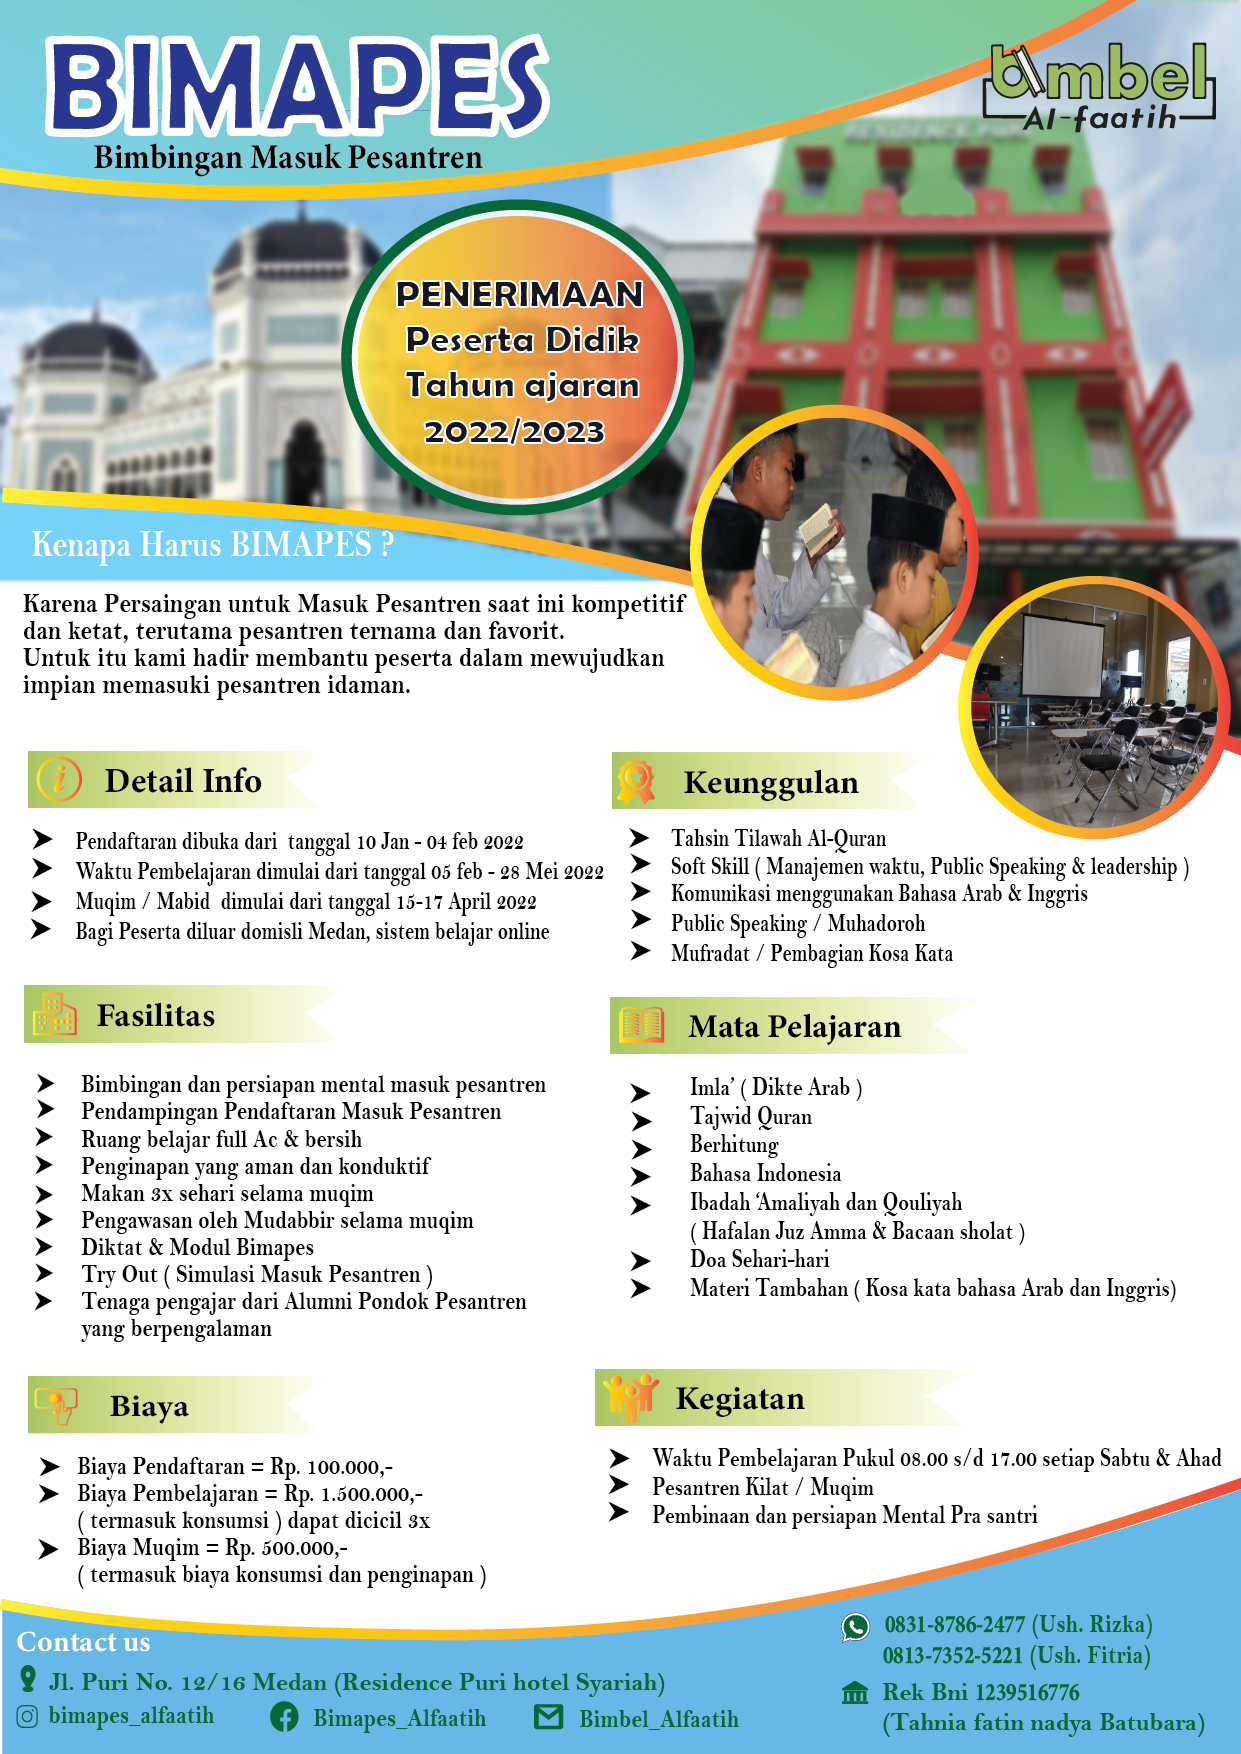 BIMAPES
Bimbingan Masuk Pesantren
bimbel
Al-faatih
RESIDENCE PURI
PENERIMAAN
Peserta Didik
Tahun ajaran
2022/2023
Kenapa Harus BIMAPES ?
Karena Persaingan untuk Masuk Pesantren saat ini kompetitif
dan ketat, terutama pesantren ternama dan favorit.
Untuk itu kami hadir membantu peserta dalam mewujudkan
impian memasuki pesantren idaman.
Detail Info
Pendaftaran dibuka dari tanggal 10 Jan - 04 feb 2022
Waktu Pembelajaran dimulai dari tanggal 05 feb - 28 Mei 2022
Muqim / Mabid dimulai dari tanggal 15-17 April 2022
Bagi Peserta diluar domisli Medan, sistem belajar online
Keunggulan
Tahsin Tilawah Al-Quran
Soft Skill ( Manajemen waktu, Public Speaking & leadership )
Komunikasi menggunakan Bahasa Arab & Inggris
Public Speaking / Muhadoroh
Mufradat / Pembagian Kosa Kata
Fasilitas
Bimbingan dan persiapan mental masuk pesantren
Pendampingan Pendaftaran Masuk Pesantren
Ruang belajar full Ac & bersih
Penginapan yang aman dan konduktif
Makan 3x sehari selama muqim
Pengawasan oleh Mudabbir selama muqim
Diktat & Modul Bimapes
Try Out ( Simulasi Masuk Pesantren )
Tenaga pengajar dari Alumni Pondok Pesantren
yang berpengalaman
Mata Pelajaran
Imla’ ( Dikte Arab )
Tajwid Quran
Berhitung
Bahasa Indonesia
Ibadah ‘Amaliyah dan Qouliyah
( Hafalan Juz Amma & Bacaan sholat )
Doa Sehari-hari
Materi Tambahan ( Kosa kata bahasa Arab dan Inggris)
Biaya
Biaya Pendaftaran = Rp. 100.000,-
Biaya Pembelajaran = Rp. 1.500.000,-
( termasuk konsumsi ) dapat dicicil 3x
Biaya Muqim = Rp. 500.000,-
( termasuk biaya konsumsi dan penginapan )
Kegiatan
Waktu Pembelajaran Pukul 08.00 s/d 17.00 setiap Sabtu & Ahad
Pesantren Kilat / Muqim
Pembinaan dan persiapan Mental Pra santri
Contact us
Jl. Puri No. 12/16 Medan (Residence Puri hotel Syariah)
bimapes_alfaatih
Bimapes_Alfaatih
Bimbel_Alfaatih
0831-8786-2477 (Ush. Rizka)
0813-7352-5221 (Ush. Fitria)
Rek Bni 1239516776
(Tahnia fatin nadya Batubara)